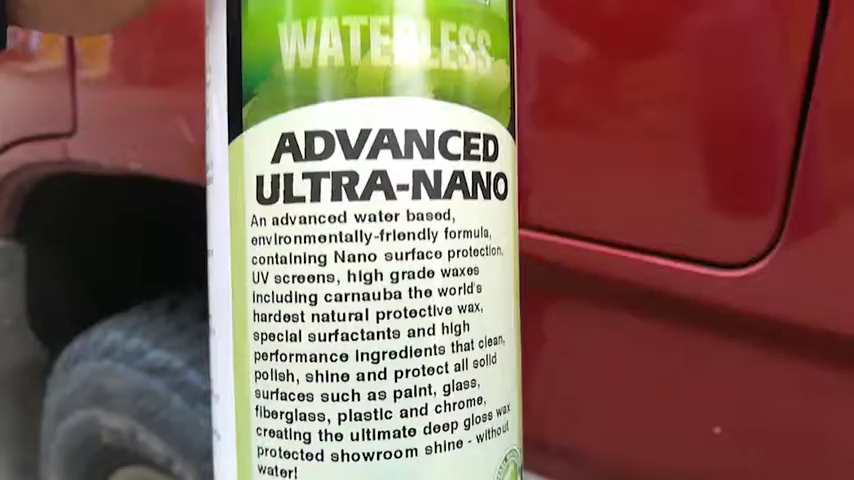 WATERLESS
ADVANCED
ULTRA-NANO
An advanced water based,
environmentally-friendly formula,
containing Nano surface protection,
UV screens, high grade waxes
including carnauba the world's
hardest natural protective wax,
special surfactants and high
performance ingredients that clean,
polish, shine and protect all solid
surfaces such as paint, glass,
fiberglass, plastic and chrome,
creating the ultimate deep gloss wax
protected showroom shine - without
water!